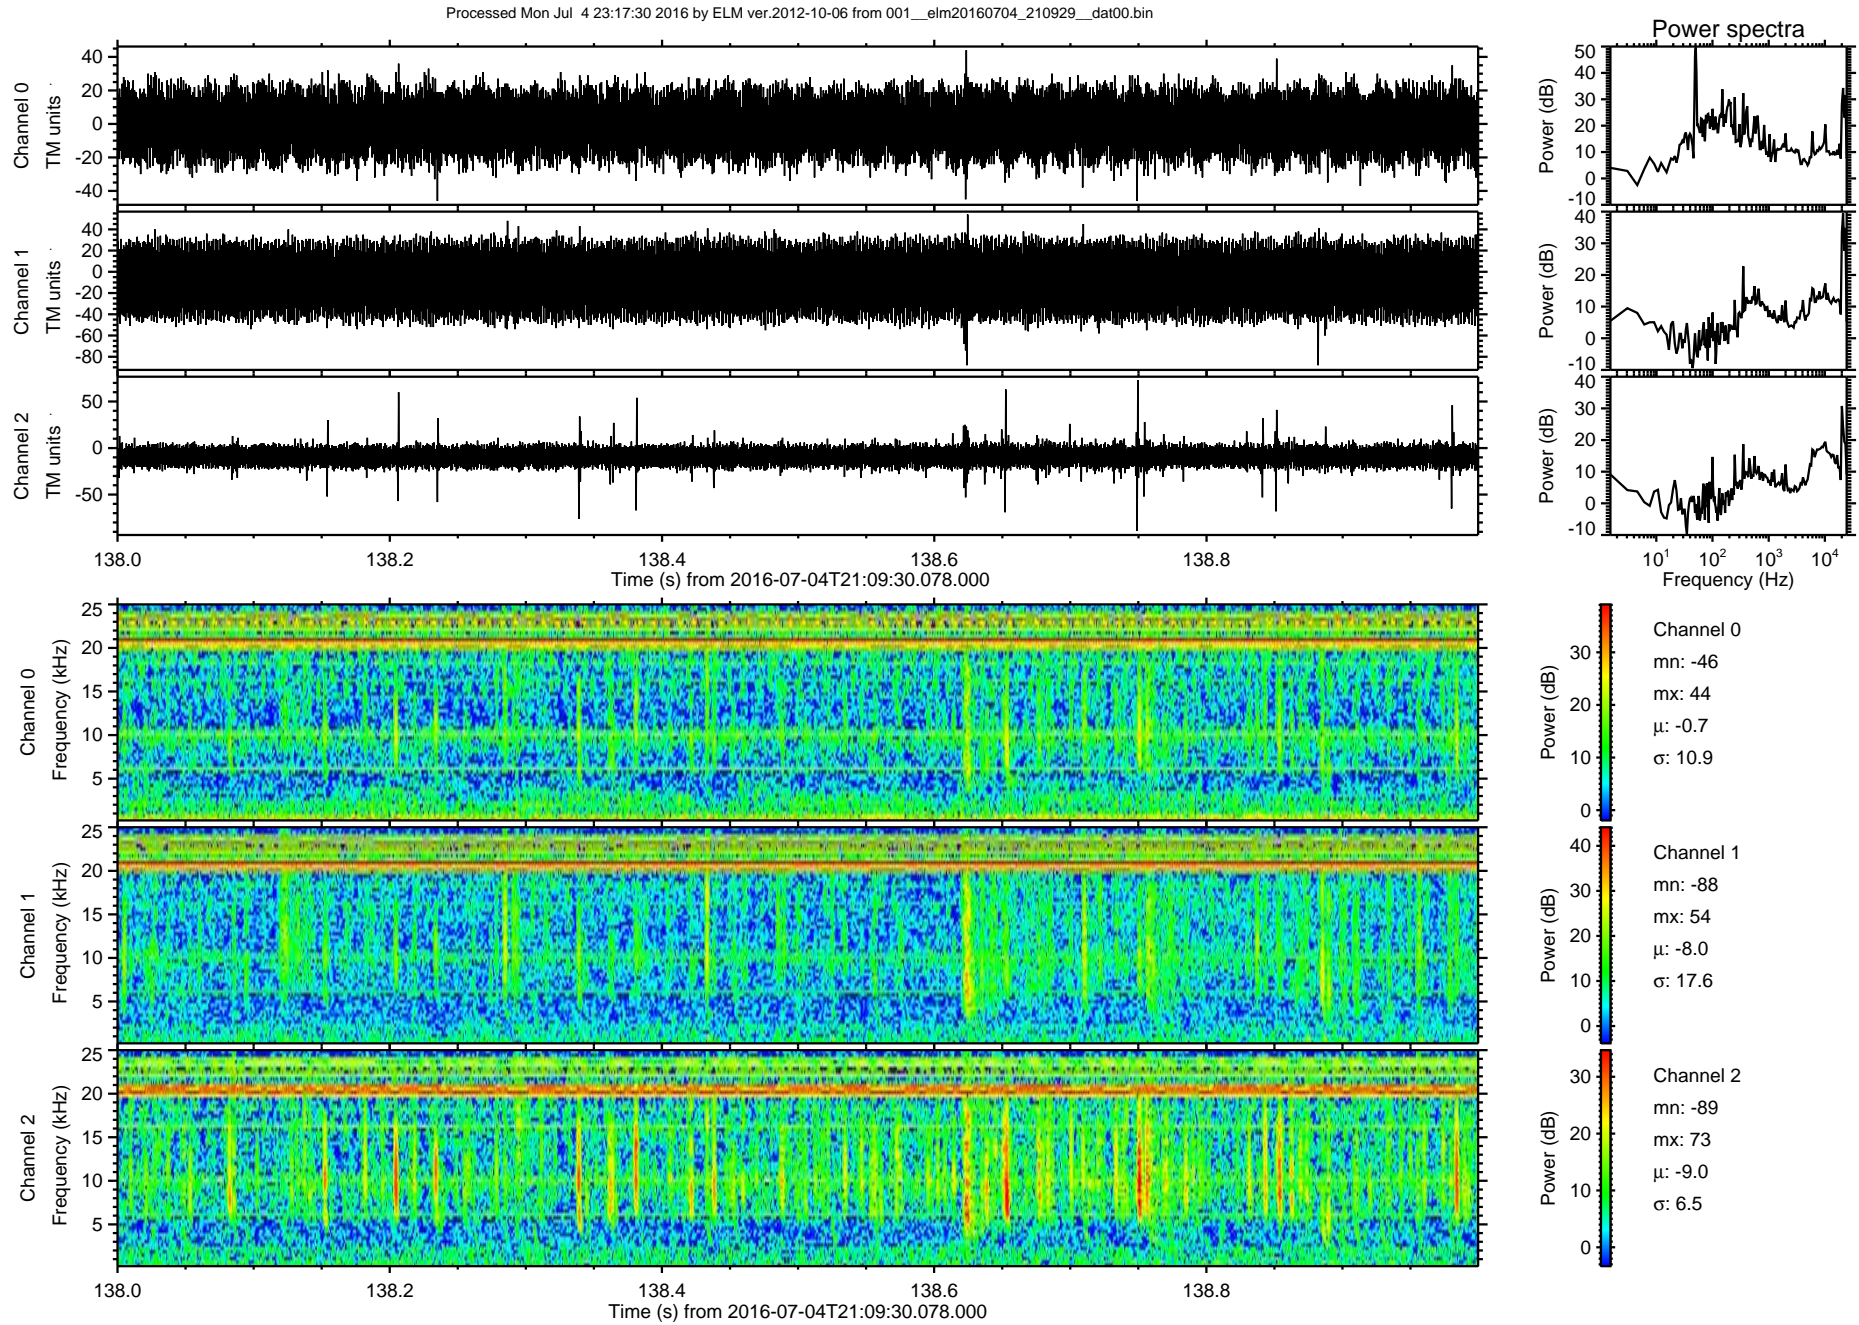 Processed Mon Jul  4 23:17:30 2016 by ELM ver.2012-10-06 from 001__elm20160704_210929__dat00.bin
Power spectra
Channel 0
TM units
40
20
0
-20
-40
Power (dB)
50
40
30
20
10
0
-10
Channel 1
TM units
40
20
0
-20
-40
-60
-80
Power (dB)
40
30
20
10
0
-10
Channel 2
TM units
50
0
-50
Power (dB)
40
30
20
10
0
-10
138.0 138.2 138.4 138.6 138.8
Time (s) from 2016-07-04T21:09:30.078.000
10¹ 10² 10³ 10⁴
Frequency (Hz)
Channel 0
Frequency (kHz)
25
20
15
10
5
Power (dB)
30
20
10
0
Channel 0
mn: -46
mx: 44
μ: -0.7
σ: 10.9
Channel 1
Frequency (kHz)
25
20
15
10
5
Power (dB)
40
30
20
10
0
Channel 1
mn: -88
mx: 54
μ: -8.0
σ: 17.6
Channel 2
Frequency (kHz)
25
20
15
10
5
Power (dB)
30
20
10
0
Channel 2
mn: -89
mx: 73
μ: -9.0
σ: 6.5
138.0 138.2 138.4 138.6 138.8
Time (s) from 2016-07-04T21:09:30.078.000